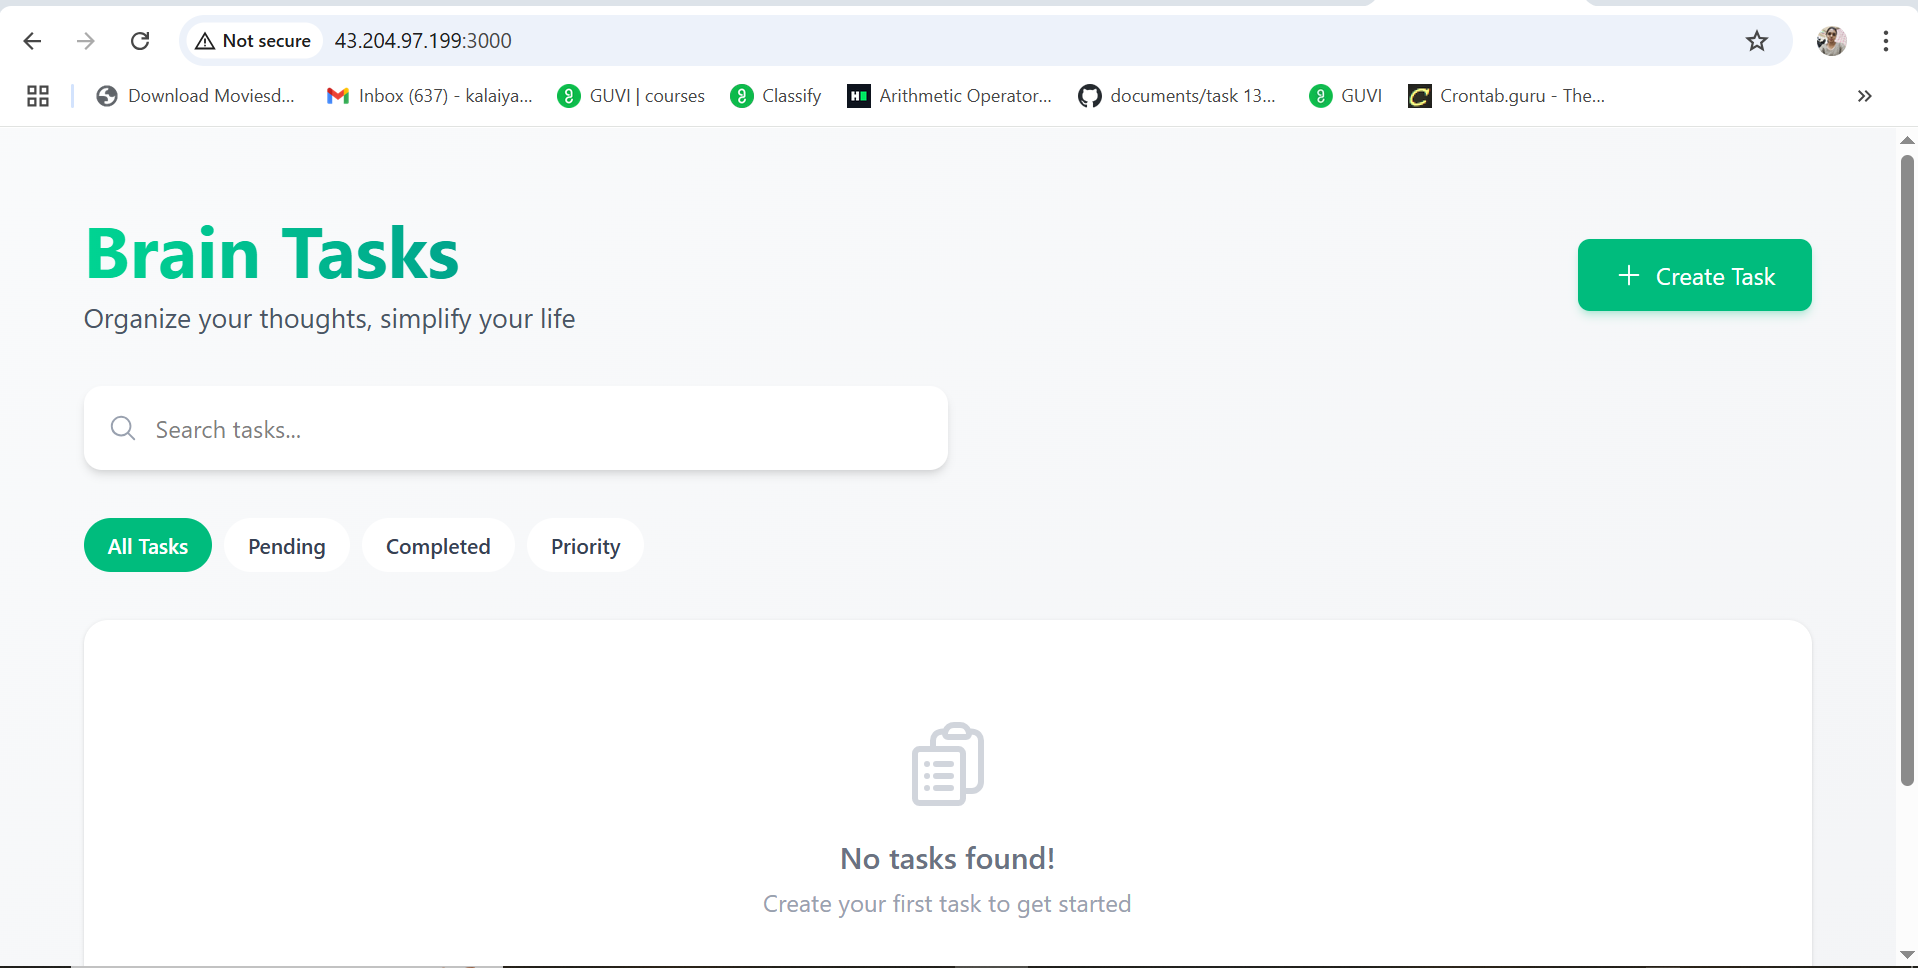 Not secure 43.204.97.199:3000
Download Moviesd... Inbox (637) - kalaiya... GUVI | courses Classify Arithmetic Operator... documents/task 13... GUVI Crontab.guru - The...
Brain Tasks
Organize your thoughts, simplify your life
+ Create Task
Search tasks...
All Tasks Pending Completed Priority
No tasks found!
Create your first task to get started